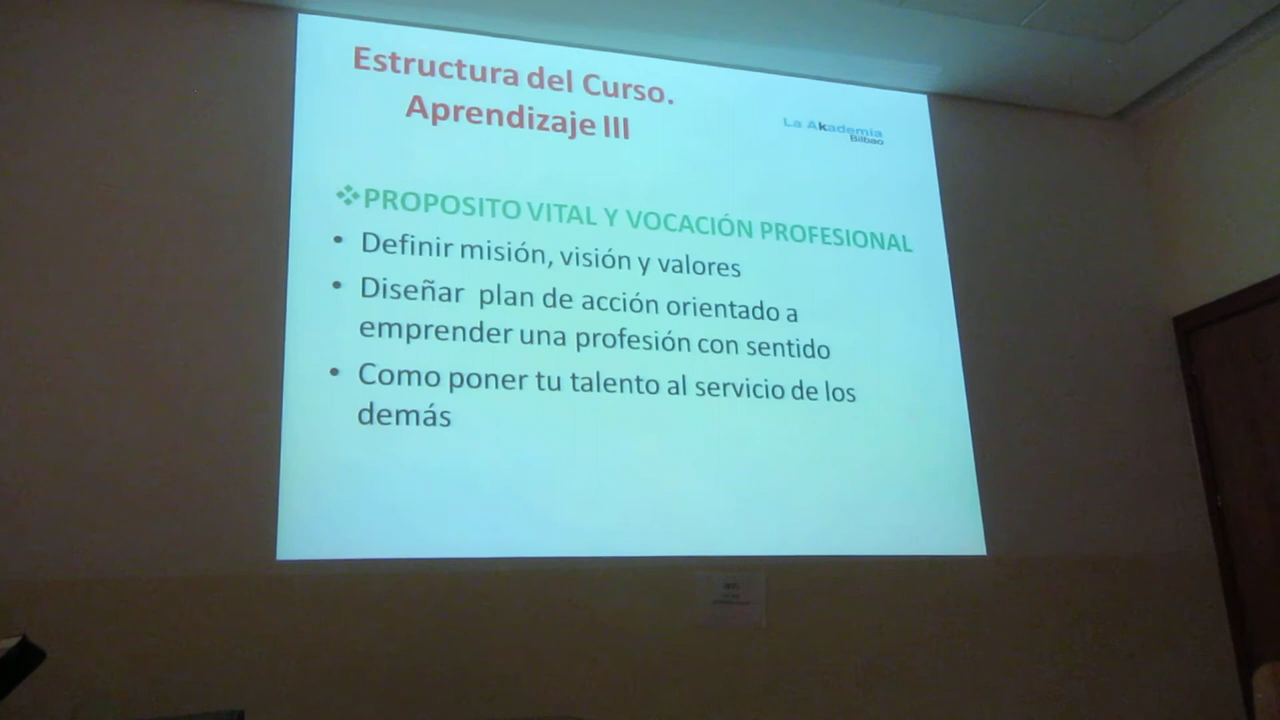 Estructura del Curso.
Aprendizaje III
La Akademia
Bilbao
❖PROPOSITO VITAL Y VOCACIÓN PROFESIONAL
• Definir misión, visión y valores
• Diseñar plan de acción orientado a
emprender una profesión con sentido
• Como poner tu talento al servicio de los
demás